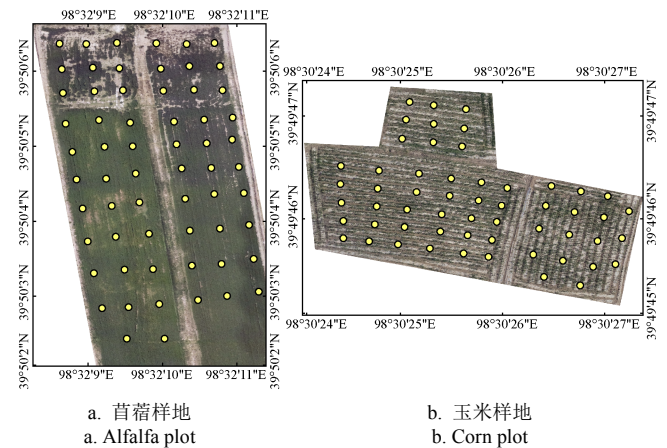 98°32'9"E 98°32'10"E 98°32'11"E
39°50'6"N 39°50'6"N
39°50'5"N 39°50'5"N
39°50'4"N 39°50'4"N
39°50'3"N 39°50'3"N
39°50'2"N 39°50'2"N
98°32'9"E 98°32'10"E 98°32'11"E
a. 苜蓿样地
a. Alfalfa plot
98°30'24"E 98°30'25"E 98°30'26"E 98°30'27"E
39°49'47"N 39°49'47"N
39°49'46"N 39°49'46"N
39°49'45"N
98°30'24"E 98°30'25"E 98°30'26"E 98°30'27"E
b. 玉米样地
b. Corn plot